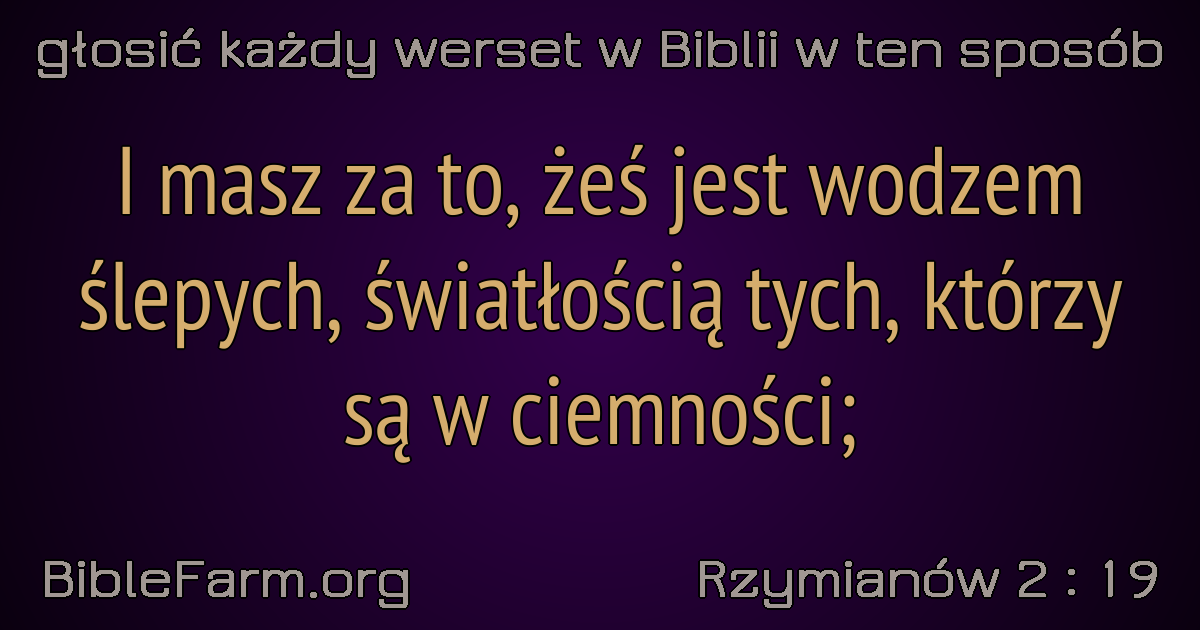 głosić każdy werset w Biblii w ten sposób
I masz za to, żeś jest wodzem
ślepych, światłością tych, którzy
są w ciemności;
BibleFarm.org
Rzymianów 2 : 19